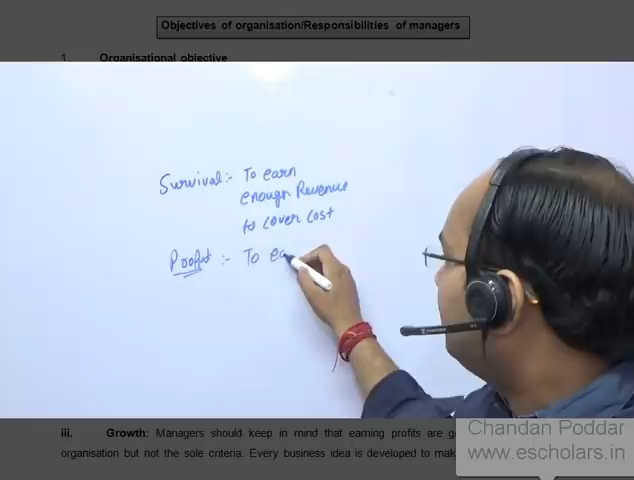 Objectives of organisation/Responsibilities of managers
1. Organisational objective
Survival:- To earn
enough Revenue
to cover cost
Profit :- To ea
iii. Growth: Managers should keep in mind that earning profits are
organisation but not the sole criteria. Every business idea is developed to
Chandan Poddar
www.escholars.in